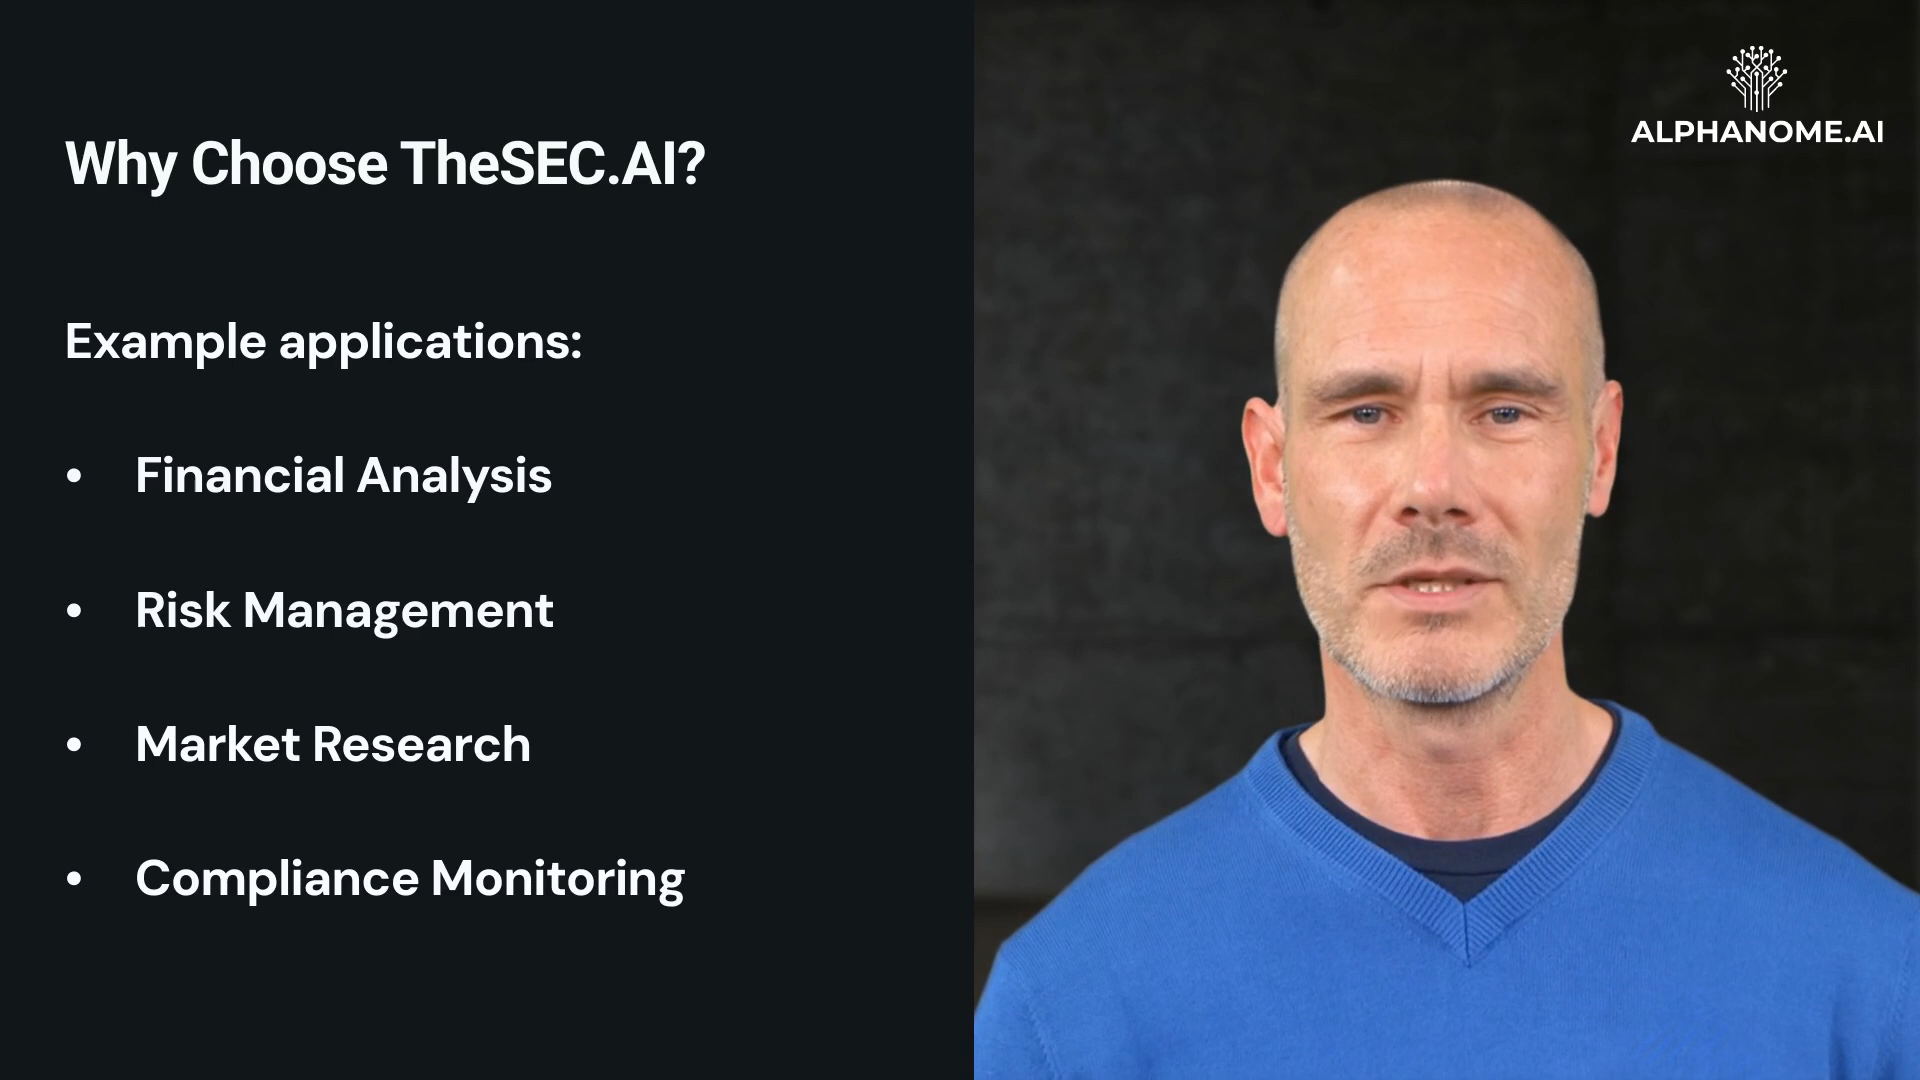 Why Choose TheSEC.AI?
Example applications:
• Financial Analysis
• Risk Management
• Market Research
• Compliance Monitoring
ALPHANOME.AI